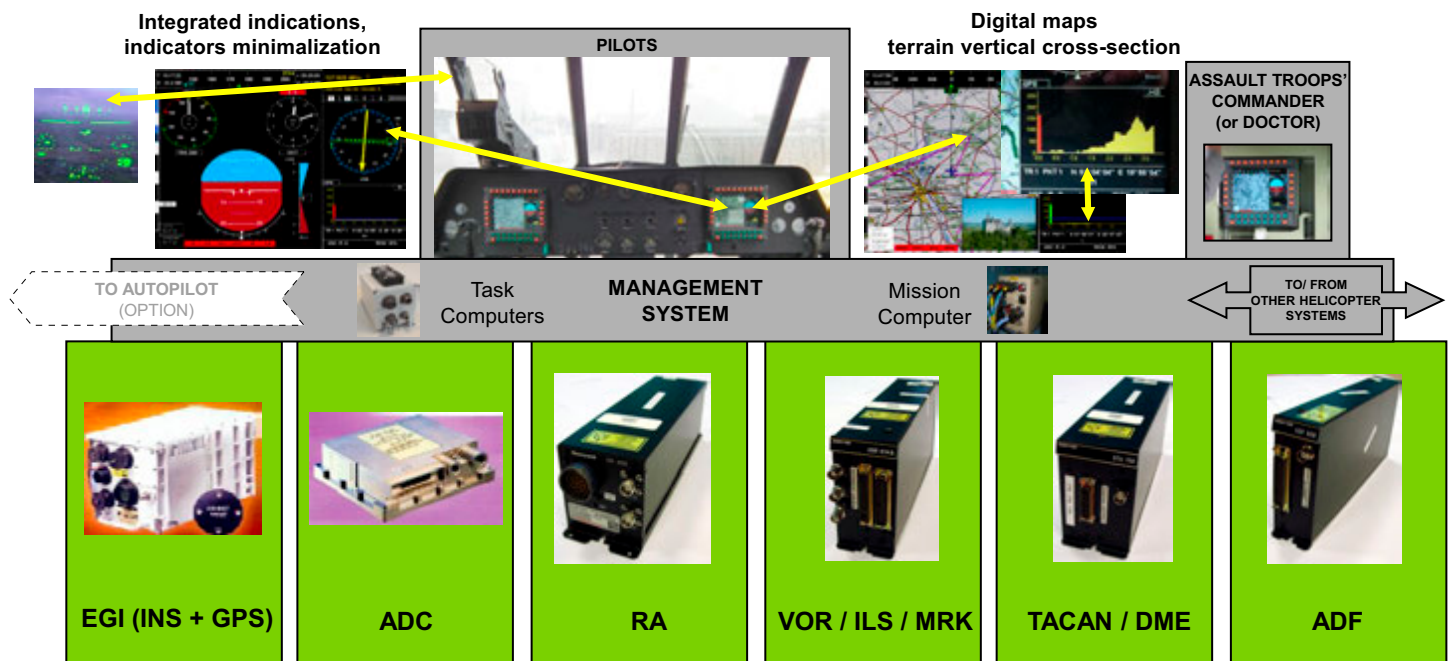 Integrated indications,
indicators minimalization
PILOTS
Digital maps
terrain vertical cross-section
ASSAULT TROOPS'
COMMANDER
(or DOCTOR)
TO AUTOPILOT
(OPTION)
Task
Computers
MANAGEMENT
SYSTEM
Mission
Computer
TO/ FROM
OTHER HELICOPTER
SYSTEMS
EGI (INS + GPS)
ADC
RA
VOR / ILS / MRK
TACAN / DME
ADF